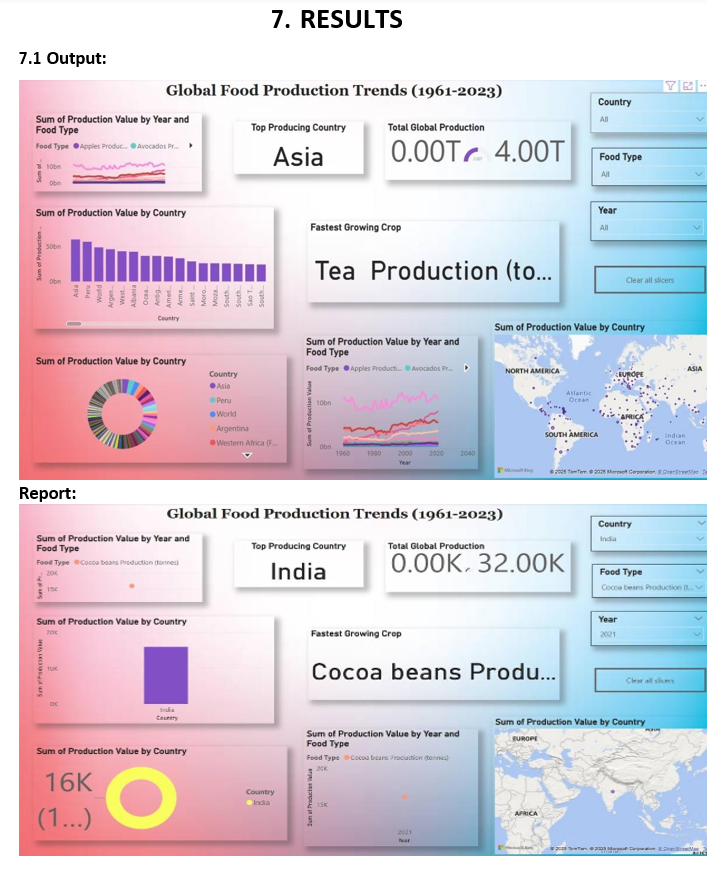 7. RESULTS
7.1 Output:
Global Food Production Trends (1961-2023)
Sum of Production Value by Year and
Food Type
Food Type Apples Produc... Avocados Pr...
Sum of ...
10bn
0bn
Top Producing Country
Asia
Total Global Production
0.00T 4.00T
Country
All
Food Type
All
Year
All
Clear all slicers
Sum of Production Value by Country
Sum of Production ...
50bn
0bn
Asia
Peru
World
Argen...
West...
Albania
Ocea...
Antig...
Ameri...
Arme...
Saint ...
Moro...
Moza...
South...
South...
Sao T...
South...
Country
Fastest Growing Crop
Tea Production (to...
Sum of Production Value by Country
Country
Asia
Peru
World
Argentina
Western Africa (F...
Sum of Production Value by Year and
Food Type
Food Type Apples Producti... Avocados Pr...
Sum of Production Value
10bn
0bn
1960 1980 2000 2020 2040
Year
Sum of Production Value by Country
NORTH AMERICA
EUROPE
ASIA
Atlantic
Ocean
AFRICA
SOUTH AMERICA
Indian
Ocean
Microsoft Bing
© 2025 TomTom, © 2025 Microsoft Corporation, © OpenStreetMap
Report:
Global Food Production Trends (1961-2023)
Sum of Production Value by Year and
Food Type
Food Type Cocoa beans Production (tonnes)
20K
15K
Top Producing Country
India
Total Global Production
0.00K 32.00K
Country
India
Food Type
Cocoa beans Production (t...
Year
2021
Clear all slicers
Sum of Production Value by Country
Sum of Production Value
20K
10K
0K
India
Country
Fastest Growing Crop
Cocoa beans Produ...
Sum of Production Value by Country
16K
(1...)
Country
India
Sum of Production Value by Year and
Food Type
Food Type Cocoa beans Production (tonnes)
Sum of Production Value
20K
15K
2021
Year
Sum of Production Value by Country
EUROPE
ASIA
AFRICA
Microsoft Bing
© 2025 TomTom, © 2025 Microsoft Corporation, © OpenStreetMap